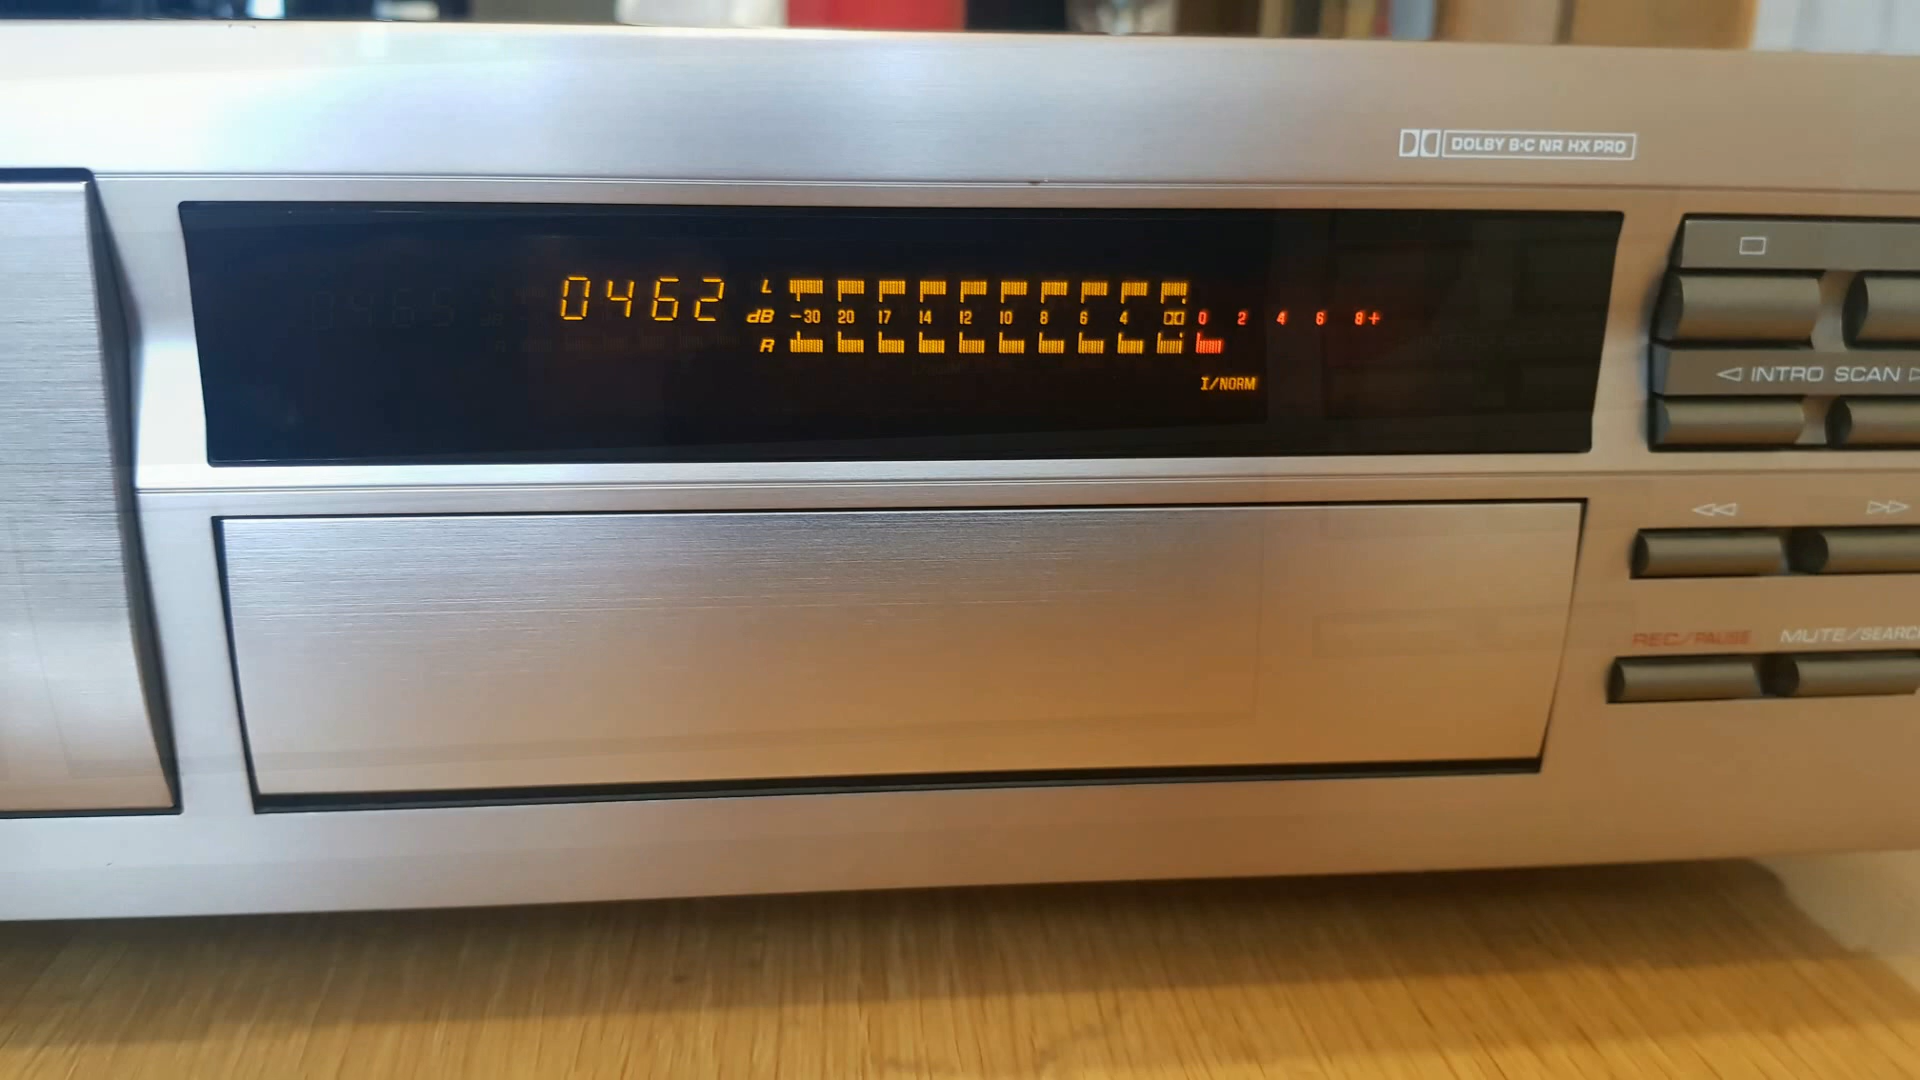 DOLBY B·C NR HX PRO
0462
L
dB -30 20 17 14 12 10 8 6 4 0 2 4 6 8+
R
I/NORM
INTRO SCAN
REC/PAUSE MUTE/SEARCH